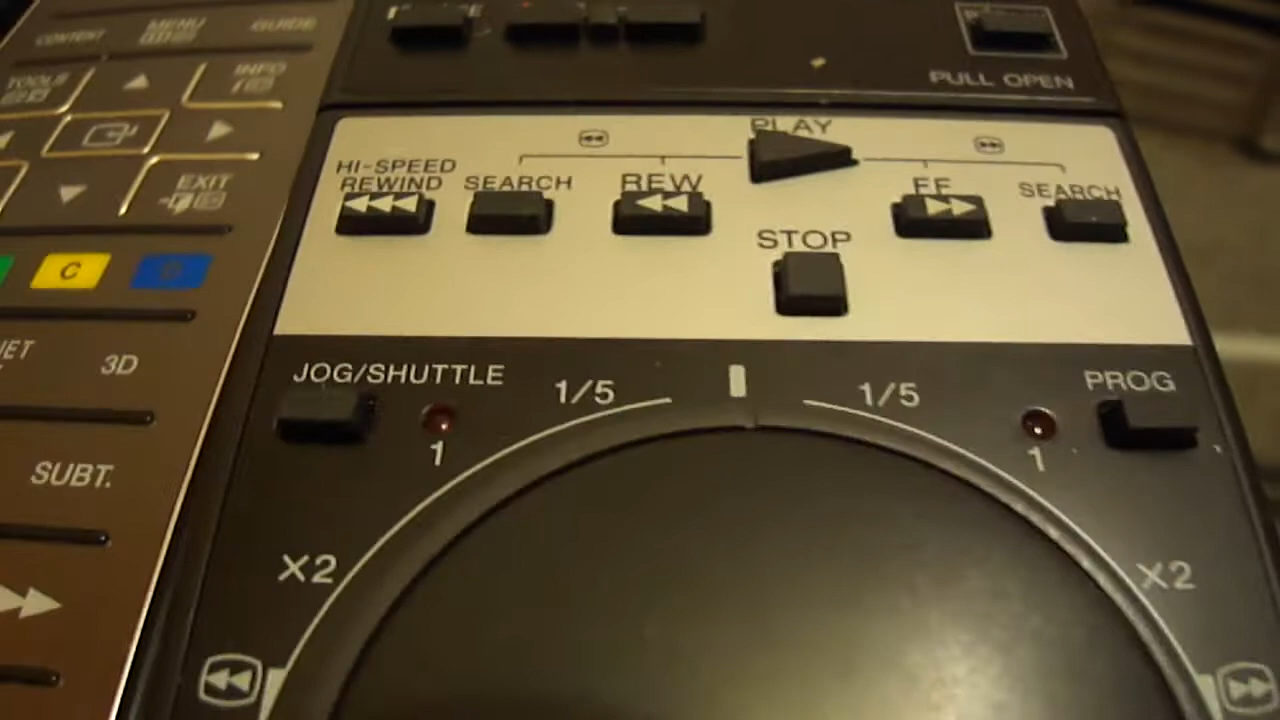 CONTENT
MENU
GUIDE
TOOLS
INFO
EXIT
C
D
3D
SUBT.
PULL OPEN
PLAY
HI-SPEED
REWIND
SEARCH
REW
FF
SEARCH
STOP
JOG/SHUTTLE
1/5
1/5
PROG
1
1
X2
X2